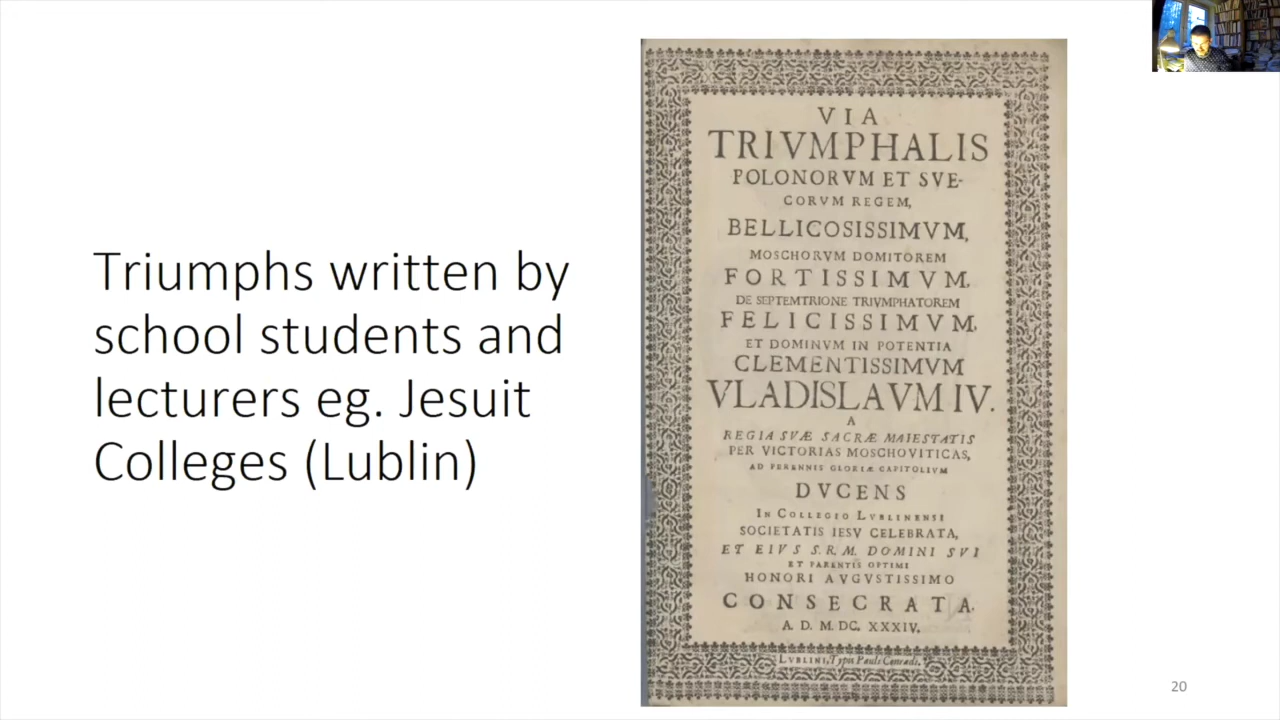 Triumphs written by
school students and
lecturers eg. Jesuit
Colleges (Lublin)
VIA
TRIVMPHALIS
POLONORVM ET SVE-
CORVM REGEM,
BELLICOSISSIMVM,
MOSCHORVM DOMITOREM
FORTISSIMVM,
DE SEPTEMTRIONE TRIVMPHATOREM
FELICISSIMVM,
ET DOMINVM IN POTENTIA
CLEMENTISSIMVM
VLADISLAVM IV.
A
REGIA SVÆ SACRÆ MAIESTATIS
PER VICTORIAS MOSCHOVITICAS,
AD PERENNIS GLORIÆ CAPITOLIVM
DVCENS
IN COLLEGIO LVBLINENSI
SOCIETATIS IESV CELEBRATA,
ET EIVS S.R.M. DOMINI SVI
ET PARENTIS OPTIMI
HONORI AVGVSTISSIMO
CONSECRATA.
A. D. M. DC. XXXIV.
LVBLINI, Typis Pauli Conradi.
20